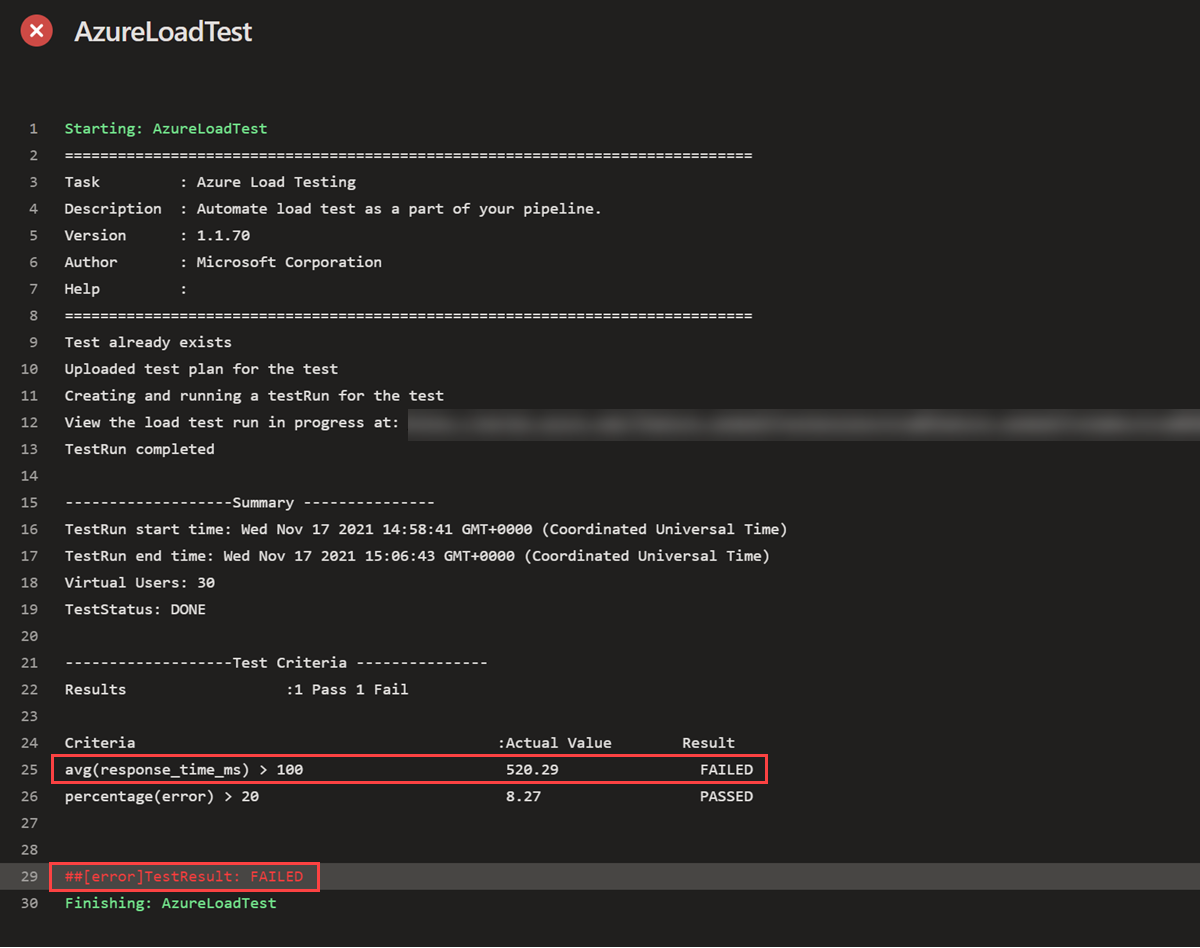 AzureLoadTest
1 Starting: AzureLoadTest
2 ==============================================================================
3 Task         : Azure Load Testing
4 Description  : Automate load test as a part of your pipeline.
5 Version      : 1.1.70
6 Author       : Microsoft Corporation
7 Help         :
8 ==============================================================================
9 Test already exists
10 Uploaded test plan for the test
11 Creating and running a testRun for the test
12 View the load test run in progress at:
13 TestRun completed
14
15 -------------------Summary ---------------
16 TestRun start time: Wed Nov 17 2021 14:58:41 GMT+0000 (Coordinated Universal Time)
17 TestRun end time: Wed Nov 17 2021 15:06:43 GMT+0000 (Coordinated Universal Time)
18 Virtual Users: 30
19 TestStatus: DONE
20
21 -------------------Test Criteria ---------------
22 Results                  :1 Pass 1 Fail
23
24 Criteria                                         :Actual Value        Result
25 avg(response_time_ms) > 100                       520.29                FAILED
26 percentage(error) > 20                            8.27                  PASSED
27
28
29 ##[error]TestResult: FAILED
30 Finishing: AzureLoadTest